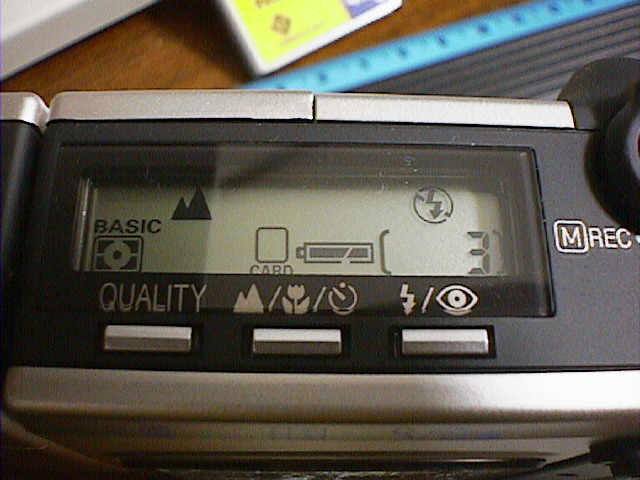 BASIC
CARD [ 3]
QUALITY / / /
M REC